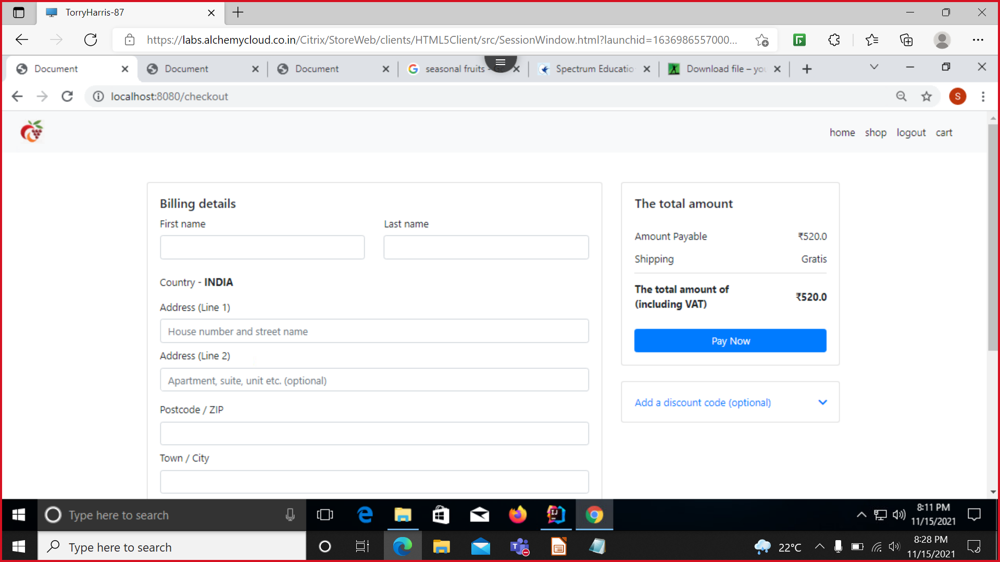 TorryHarris-87
https://labs.alchemycloud.co.in/Citrix/StoreWeb/clients/HTML5Client/src/SessionWindow.html?launchid=1636986557000...
Document
Document
Document
seasonal fruits - Go
Spectrum Educatio
Download file – you
localhost:8080/checkout
S
home shop logout cart
Billing details
First name
Last name
Country - INDIA
Address (Line 1)
House number and street name
Address (Line 2)
Apartment, suite, unit etc. (optional)
Postcode / ZIP
Town / City
The total amount
Amount Payable ₹520.0
Shipping Gratis
The total amount of
(including VAT) ₹520.0
Pay Now
Add a discount code (optional)
Type here to search
8:11 PM
11/15/2021
Type here to search
22°C
8:28 PM
11/15/2021